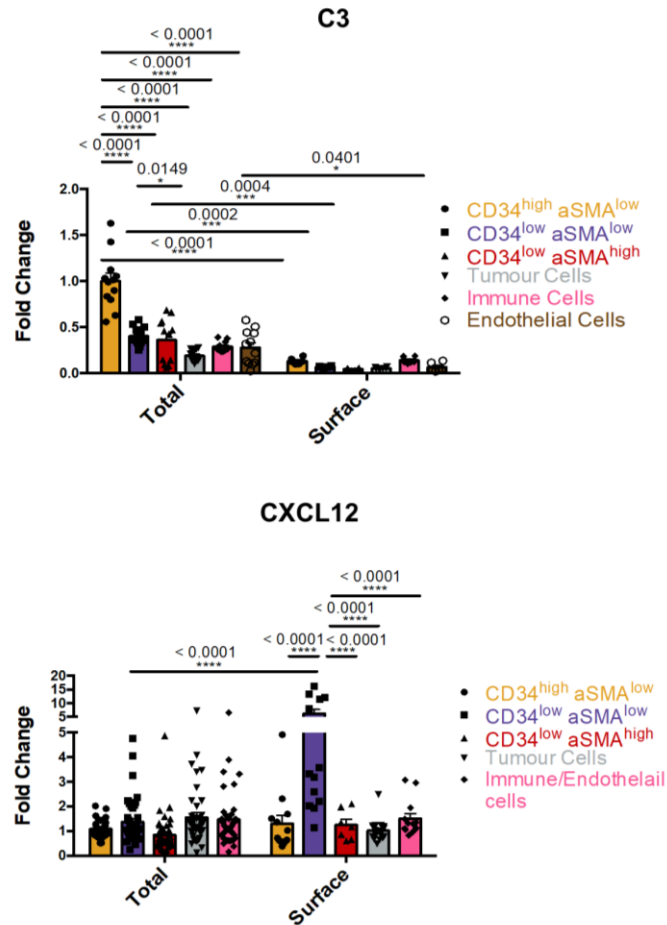 C3
< 0.0001
****
< 0.0001
****
< 0.0001
****
< 0.0001
****
< 0.0001
****
0.0149
*
0.0401
*
0.0004
***
0.0002
***
< 0.0001
****
Fold Change
2.0
1.5
1.0
0.5
0.0
Total
Surface
CD34high aSMAlow
CD34low aSMAlow
CD34low aSMAhigh
Tumour Cells
Immune Cells
Endothelial Cells
CXCL12
< 0.0001
****
< 0.0001
****
< 0.0001 < 0.0001
**** ****
< 0.0001
****
Fold Change
20
15
10
5
5
4
3
2
1
0
Total
Surface
CD34high aSMAlow
CD34low aSMAlow
CD34low aSMAhigh
Tumour Cells
Immune/Endothelail
cells